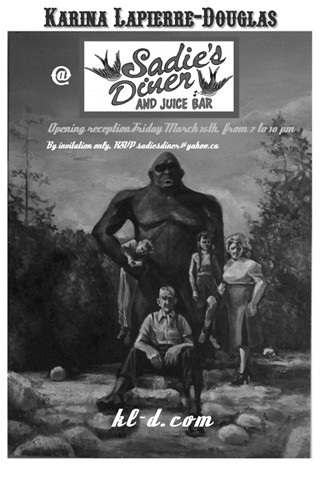 Karina Lapierre-Douglas
@
Sadie's
Diner
AND JUICE BAR
Opening reception Friday March 16th, from 7 to 10 pm
By invitation only, RSVP sadiesdiner@yahoo.ca
kl-d.com